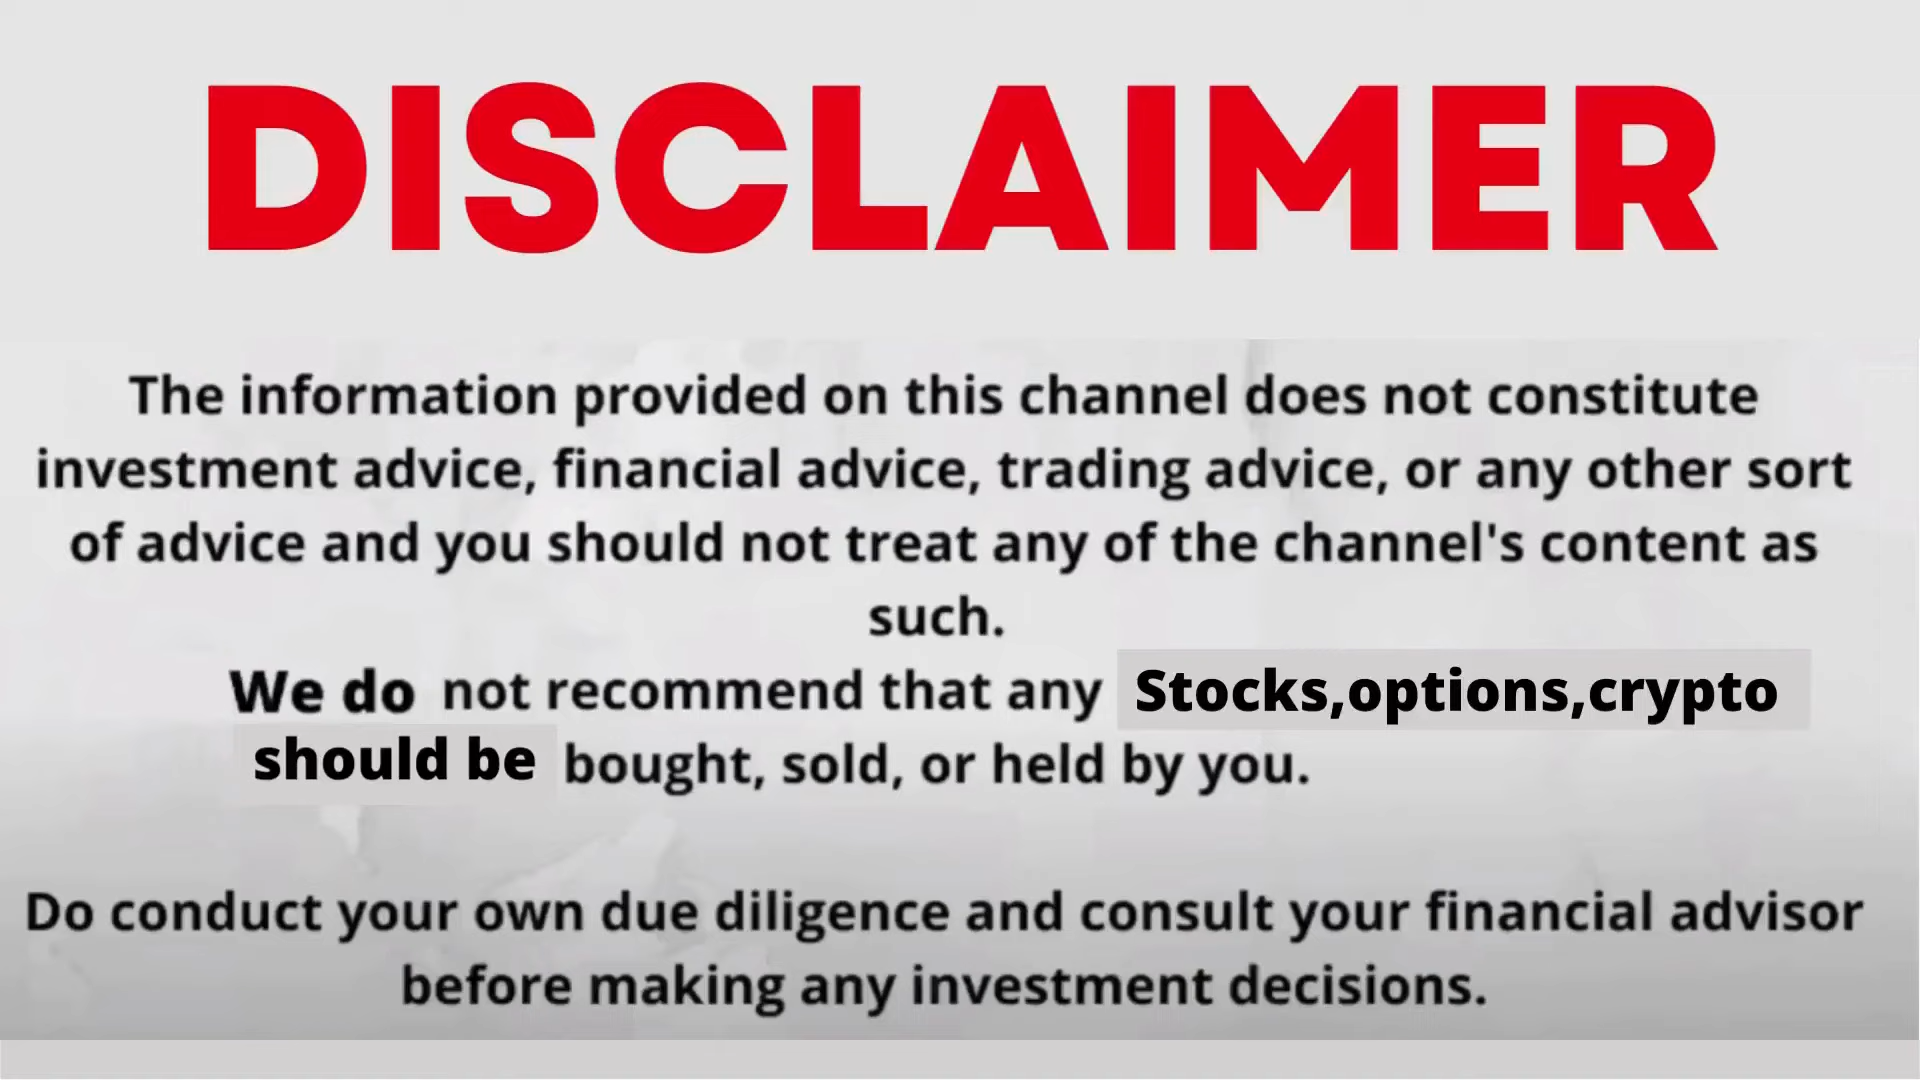 DISCLAIMER
The information provided on this channel does not constitute
investment advice, financial advice, trading advice, or any other sort
of advice and you should not treat any of the channel's content as
such.
We do not recommend that any Stocks,options,crypto
should be bought, sold, or held by you.
Do conduct your own due diligence and consult your financial advisor
before making any investment decisions.